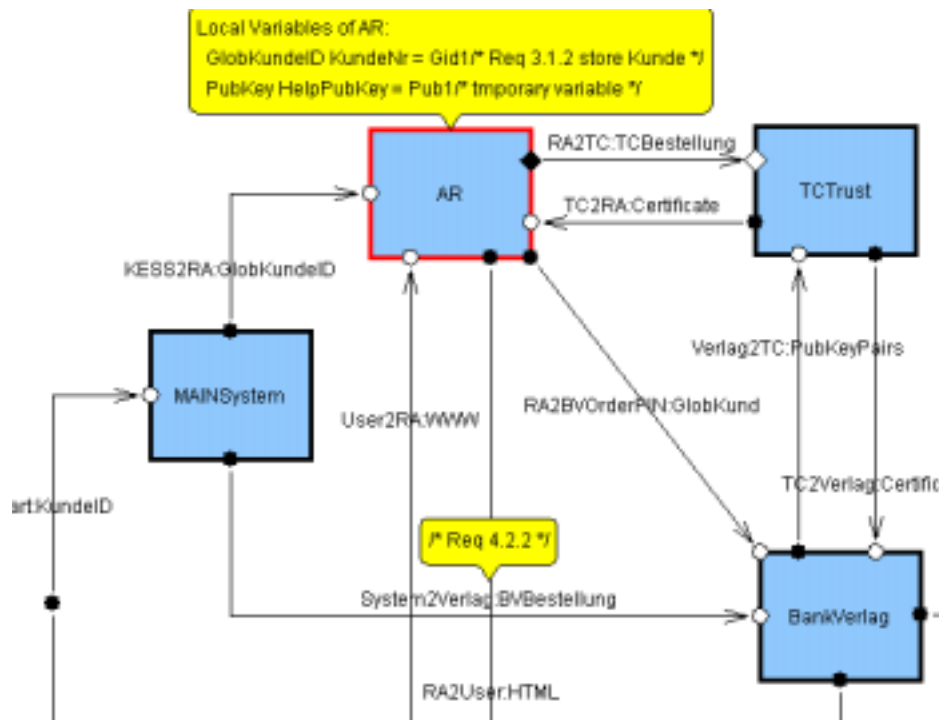 Local Variables of AR:
GlobKundeID KundeNr = Gid1/* Req 3.1.2 store Kunde */
PubKey HelpPubKey = Pub1/* tmporary variable */
RA2TC:TCBestellung
AR
TCTrust
TC2RA:Certificate
KESS2RA:GlobKundeID
Verlag2TC:PubKeyPairs
MAINSystem
RA2BVOrderPIN:GlobKund
User2RA:WWW
TC2Verlag:Certific
art:KundeID
/* Req 4.2.2 */
System2Verlag:BVBestellung
BankVerlag
RA2User:HTML